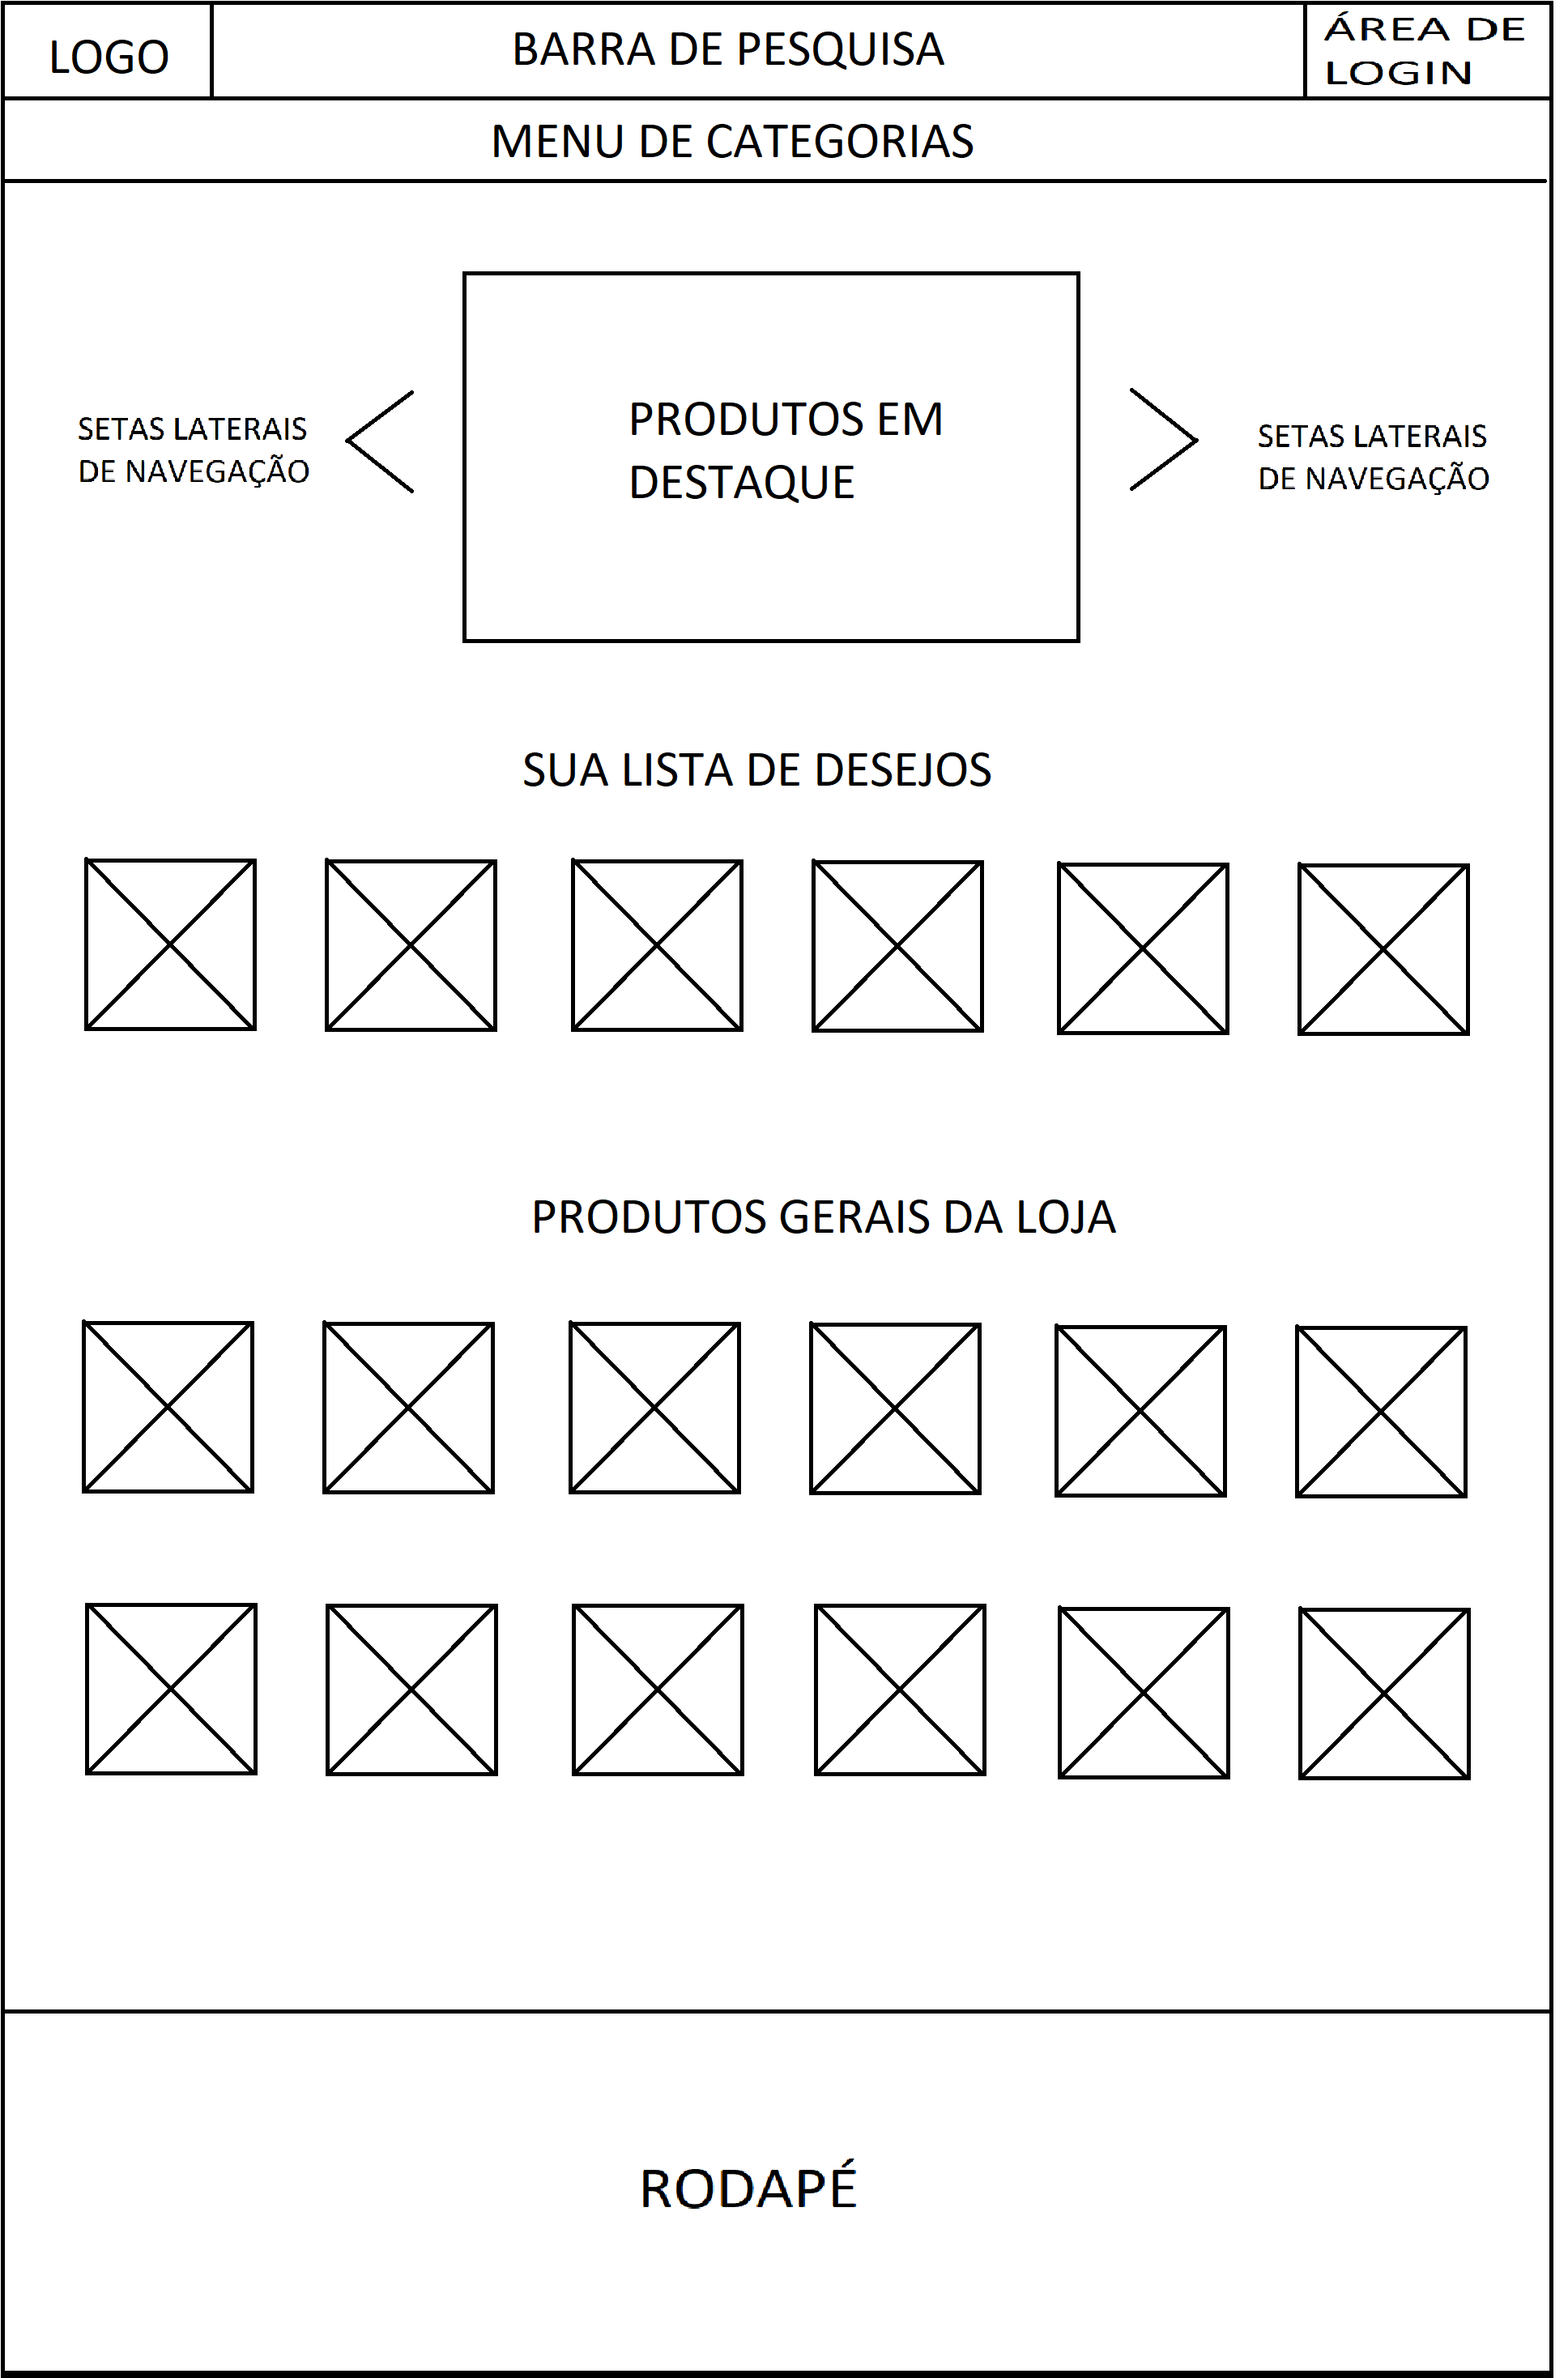 LOGO
BARRA DE PESQUISA
ÁREA DE
LOGIN
MENU DE CATEGORIAS
SETAS LATERAIS
DE NAVEGAÇÃO
PRODUTOS EM
DESTAQUE
SETAS LATERAIS
DE NAVEGAÇÃO
SUA LISTA DE DESEJOS
PRODUTOS GERAIS DA LOJA
RODAPÉ